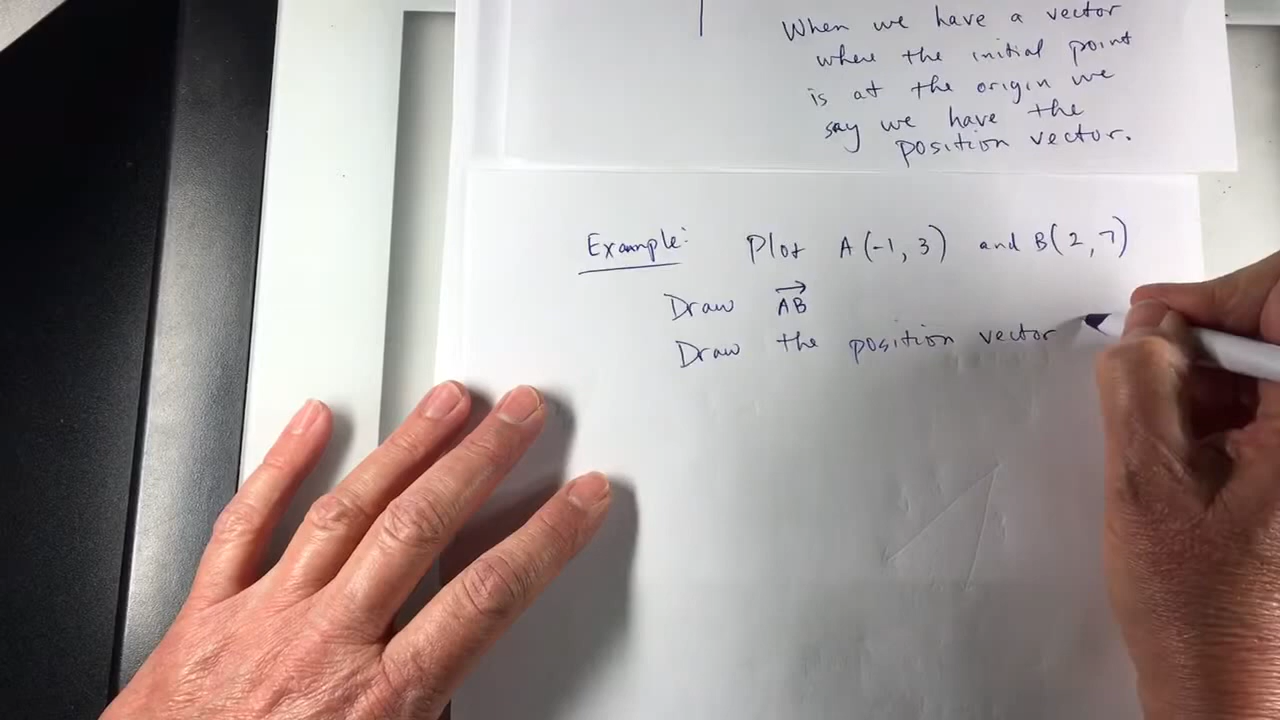 When we have a vector
where the initial point
is at the origin we
say we have the
position vector.
Example: Plot A(-1, 3) and B(2, 7)
Draw \overrightarrow{AB}
Draw the position vector